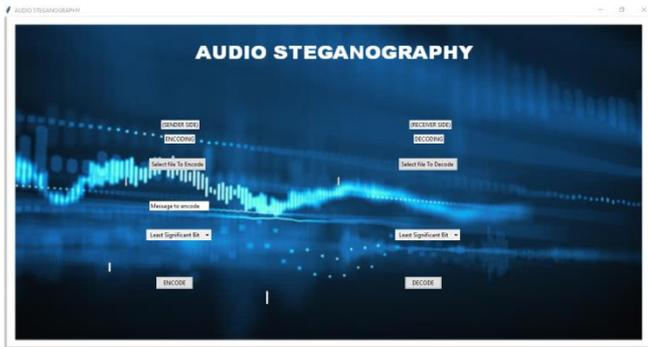 AUDIO STEGANOGRAPHY
AUDIO STEGANOGRAPHY
(SENDER SIDE)
(RECEIVER SIDE)
ENCODING
DECODING
Select file To Encode
Select file To Decode
Message to encode
Least Significant Bit
Least Significant Bit
ENCODE
DECODE